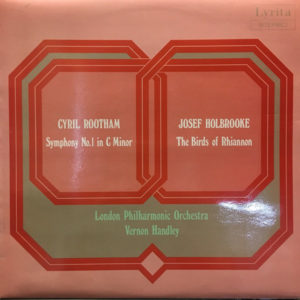 Lyrita
STEREO
CYRIL ROOTHAM
Symphony No.1 in C Minor
JOSEF HOLBROOKE
The Birds of Rhiannon
London Philharmonic Orchestra
Vernon Handley